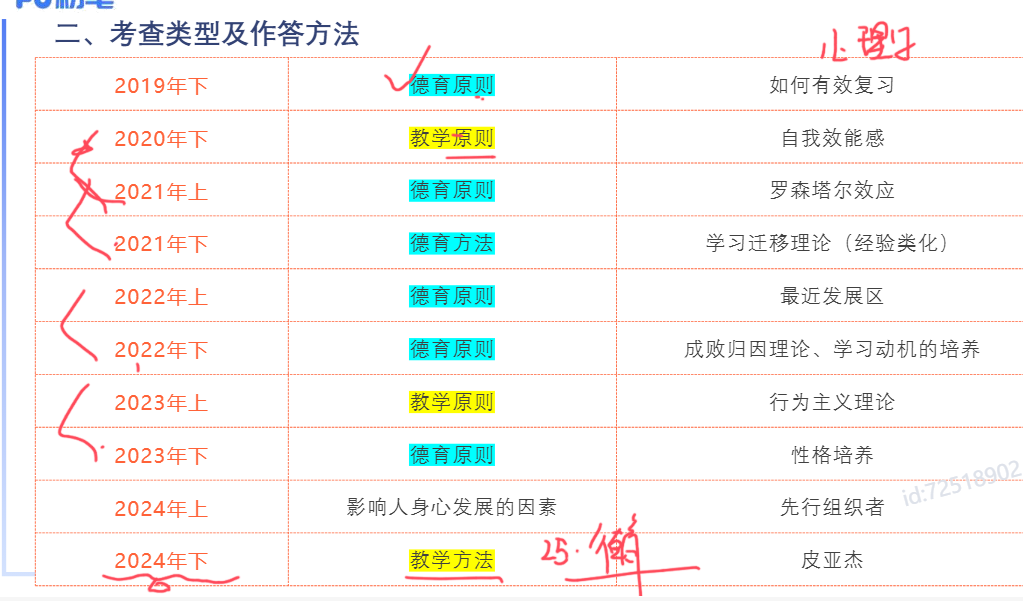 粉笔
二、考查类型及作答方法
心理学
2019年下 德育原则 如何有效复习
2020年下 教学原则 自我效能感
2021年上 德育原则 罗森塔尔效应
2021年下 德育方法 学习迁移理论（经验类化）
2022年上 德育原则 最近发展区
2022年下 德育原则 成败归因理论、学习动机的培养
2023年上 教学原则 行为主义理论
2023年下 德育原则 性格培养
id:72518902
2024年上 影响人身心发展的因素 先行组织者
2024年下 教学方法 皮亚杰
25.